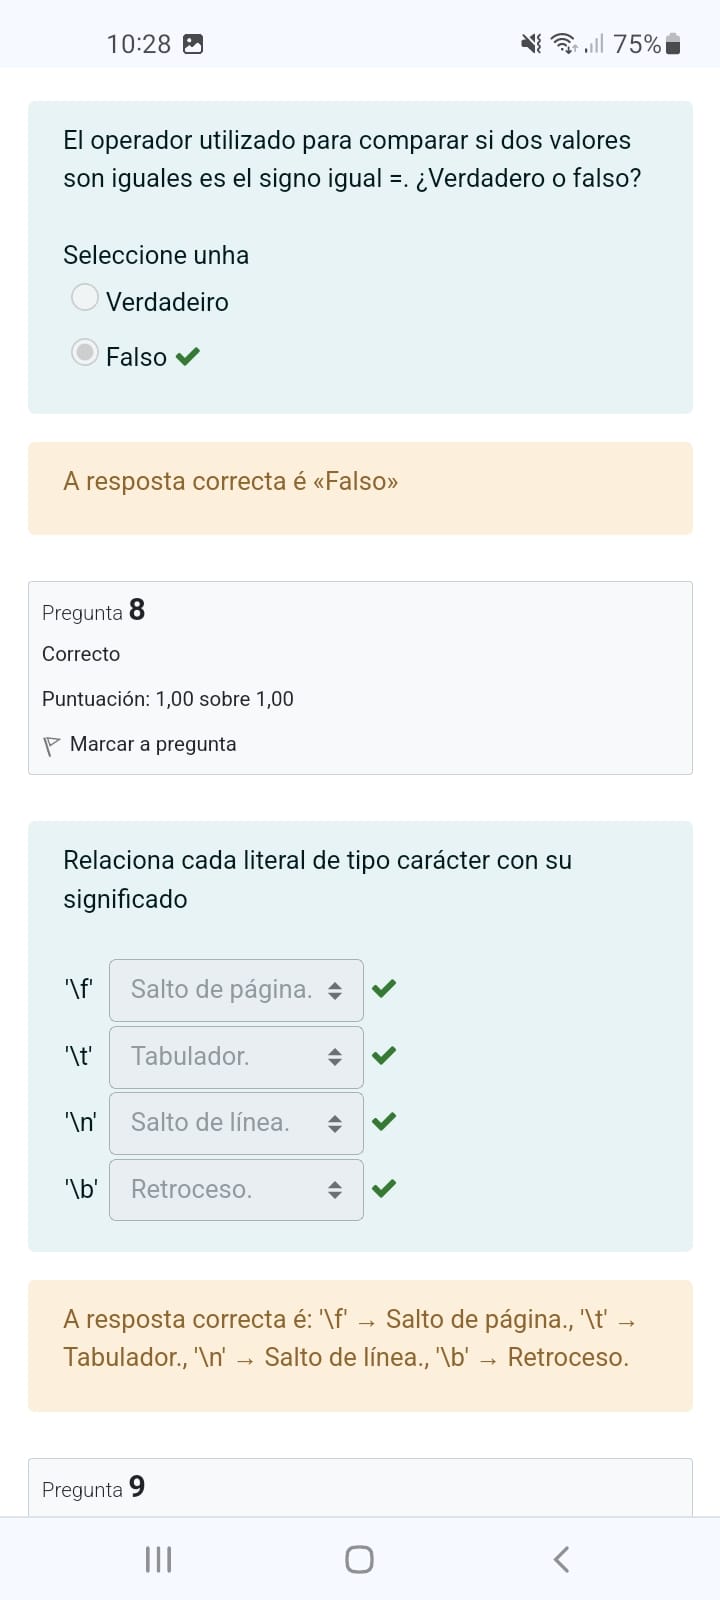 10:28
75%
El operador utilizado para comparar si dos valores
son iguales es el signo igual =. ¿Verdadero o falso?
Seleccione unha
Verdadeiro
Falso
A resposta correcta é «Falso»
Pregunta 8
Correcto
Puntuación: 1,00 sobre 1,00
Marcar a pregunta
Relaciona cada literal de tipo carácter con su
significado
'\f' Salto de página.
'\t' Tabulador.
'\n' Salto de línea.
'\b' Retroceso.
A resposta correcta é: '\f' → Salto de página., '\t' →
Tabulador., '\n' → Salto de línea., '\b' → Retroceso.
Pregunta 9